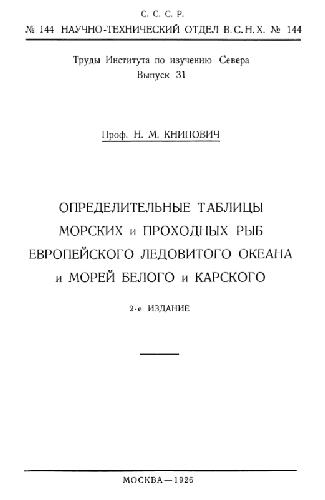 С. С. С. Р.
№ 144 НАУЧНО-ТЕХНИЧЕСКИЙ ОТДЕЛ В. С. Н. Х. № 144
Труды Института по изучению Севера
Выпуск 31
Проф. Н. М. КНИПОВИЧ
ОПРЕДЕЛИТЕЛЬНЫЕ ТАБЛИЦЫ
МОРСКИХ и ПРОХОДНЫХ РЫБ
ЕВРОПЕЙСКОГО ЛЕДОВИТОГО ОКЕАНА
и МОРЕЙ БЕЛОГО и КАРСКОГО
2-е ИЗДАНИЕ
МОСКВА—1926